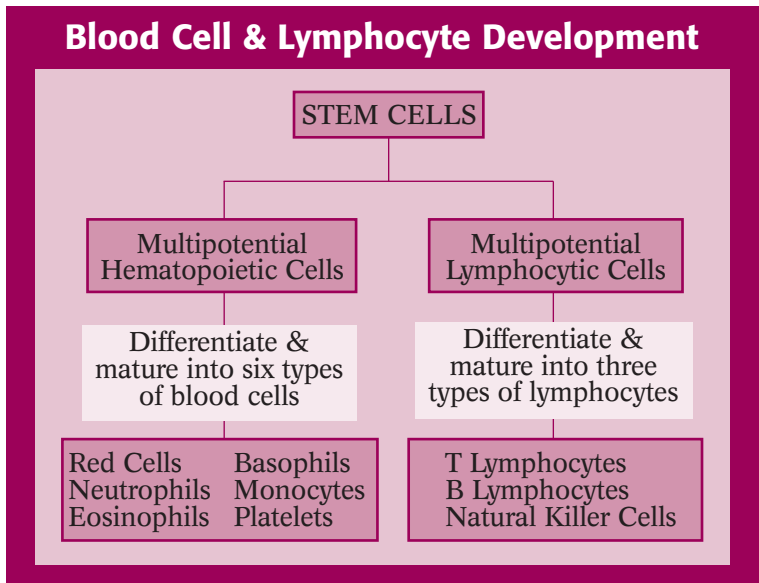 Blood Cell & Lymphocyte Development
STEM CELLS
Multipotential
Hematopoietic Cells
Differentiate &
mature into six types
of blood cells
Red Cells Basophils
Neutrophils Monocytes
Eosinophils Platelets
Multipotential
Lymphocytic Cells
Differentiate &
mature into three
types of lymphocytes
T Lymphocytes
B Lymphocytes
Natural Killer Cells